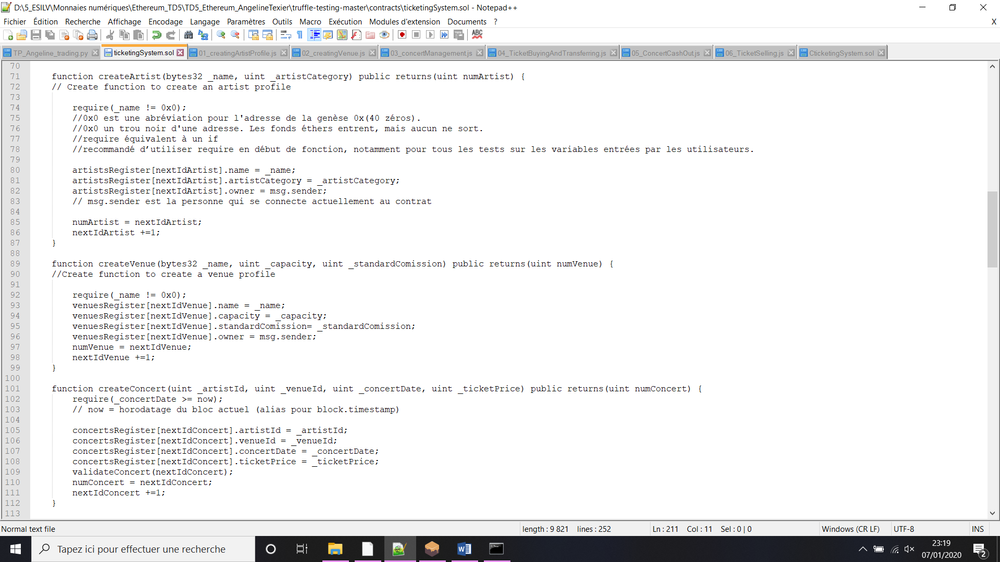 D:\5_ESILV\Monnaies numériques\Ethereum_TD5\TD5_Ethereum_AngelineTexier\truffle-testing-master\contracts\ticketingSystem.sol - Notepad++
Fichier Édition Recherche Affichage Encodage Langage Paramètres Outils Macro Exécution Modules d'extension Documents ? X
TP_Angeline_trading.py ticketingSystem.sol 01_creatingArtistProfile.js 02_creatingVenue.js 03_concertManagement.js 04_TicketBuyingAndTransferring.js 05_ConcertCashOut.js 06_TicketSelling.js CticketingSystem.sol
70
71 function createArtist(bytes32 _name, uint _artistCategory) public returns(uint numArtist) {
72 // Create function to create an artist profile
73
74 require(_name != 0x0);
75 //0x0 est une abréviation pour l'adresse de la genèse 0x(40 zéros).
76 //0x0 un trou noir d'une adresse. Les fonds éthers entrent, mais aucun ne sort.
77 //require équivalent à un if
78 //recommandé d’utiliser require en début de fonction, notamment pour tous les tests sur les variables entrées par les utilisateurs.
79
80 artistsRegister[nextIdArtist].name = _name;
81 artistsRegister[nextIdArtist].artistCategory = _artistCategory;
82 artistsRegister[nextIdArtist].owner = msg.sender;
83 // msg.sender est la personne qui se connecte actuellement au contrat
84
85 numArtist = nextIdArtist;
86 nextIdArtist +=1;
87 }
88
89 function createVenue(bytes32 _name, uint _capacity, uint _standardComission) public returns(uint numVenue) {
90 //Create function to create a venue profile
91
92 require(_name != 0x0);
93 venuesRegister[nextIdVenue].name = _name;
94 venuesRegister[nextIdVenue].capacity = _capacity;
95 venuesRegister[nextIdVenue].standardComission= _standardComission;
96 venuesRegister[nextIdVenue].owner = msg.sender;
97 numVenue = nextIdVenue;
98 nextIdVenue +=1;
99 }
100
101 function createConcert(uint _artistId, uint _venueId, uint _concertDate, uint _ticketPrice) public returns(uint numConcert) {
102 require(_concertDate >= now);
103 // now = horodatage du bloc actuel (alias pour block.timestamp)
104
105 concertsRegister[nextIdConcert].artistId = _artistId;
106 concertsRegister[nextIdConcert].venueId = _venueId;
107 concertsRegister[nextIdConcert].concertDate = _concertDate;
108 concertsRegister[nextIdConcert].ticketPrice = _ticketPrice;
109 validateConcert(nextIdConcert);
110 numConcert = nextIdConcert;
111 nextIdConcert +=1;
112 }
113
Normal text file length : 9 821 lines : 252 Ln : 211 Col : 11 Sel : 0 | 0 Windows (CR LF) UTF-8 INS
Tapez ici pour effectuer une recherche
23:19
07/01/2020
2